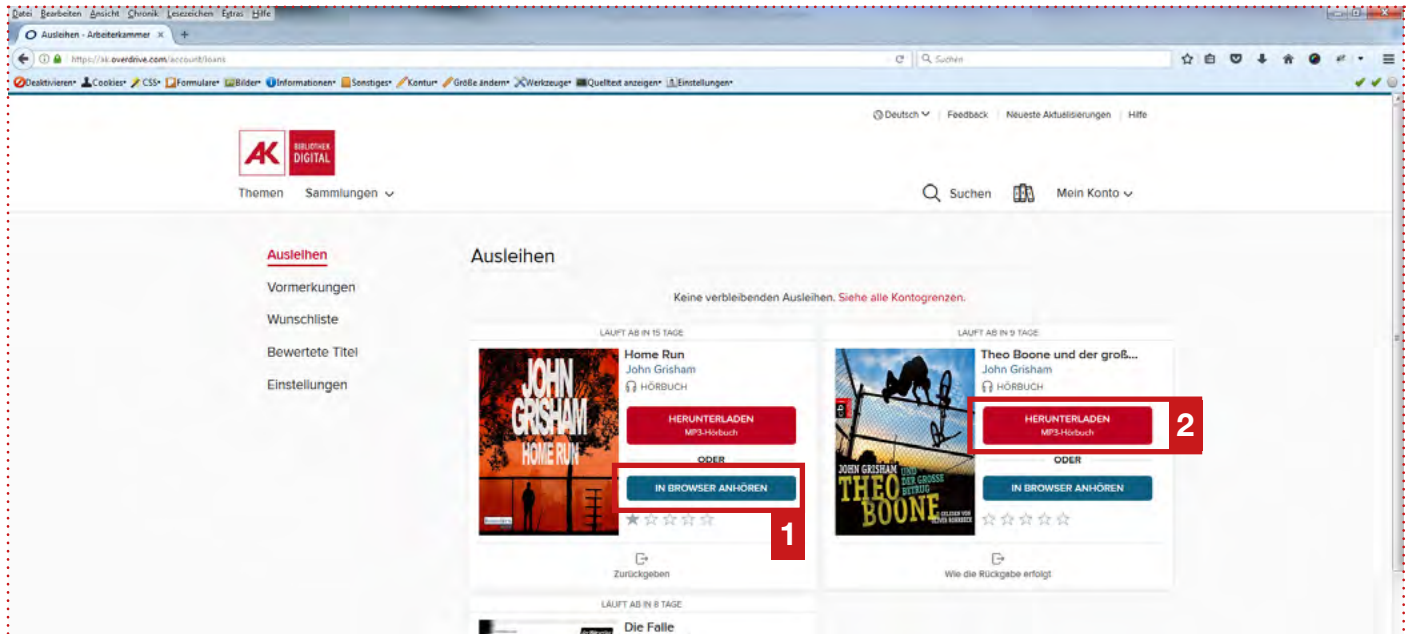 Datei Bearbeiten Ansicht Chronik Lesezeichen Extras Hilfe
Ausleihen - Arbeiterkammer
https://ak.overdrive.com/account/loans
Suchen
Deaktivieren Cookies CSS Formulare Bilder Informationen Sonstiges Kontur Größe ändern Werkzeuge Quelltext anzeigen Einstellungen
Deutsch Feedback Neueste Aktualisierungen Hilfe
AK BIBLIOTHEK DIGITAL
Themen Sammlungen Suchen Mein Konto
Ausleihen
Vormerkungen
Wunschliste
Bewertete Titel
Einstellungen
Ausleihen
Keine verbleibenden Ausleihen. Siehe alle Kontogrenzen.
LÄUFT AB IN 15 TAGE
JOHN
GRISHAM
HOME RUN
Home Run
John Grisham
HÖRBUCH
HERUNTERLADEN
MP3-Hörbuch
ODER
IN BROWSER ANHÖREN
1
Zurückgeben
LÄUFT AB IN 9 TAGE
JOHN GRISHAM
THEO
BOONE
UND
DER GROSSE
BETRUG
Theo Boone und der groß...
John Grisham
HÖRBUCH
HERUNTERLADEN
MP3-Hörbuch
2
ODER
IN BROWSER ANHÖREN
Wie die Rückgabe erfolgt
LÄUFT AB IN 8 TAGE
Die Falle